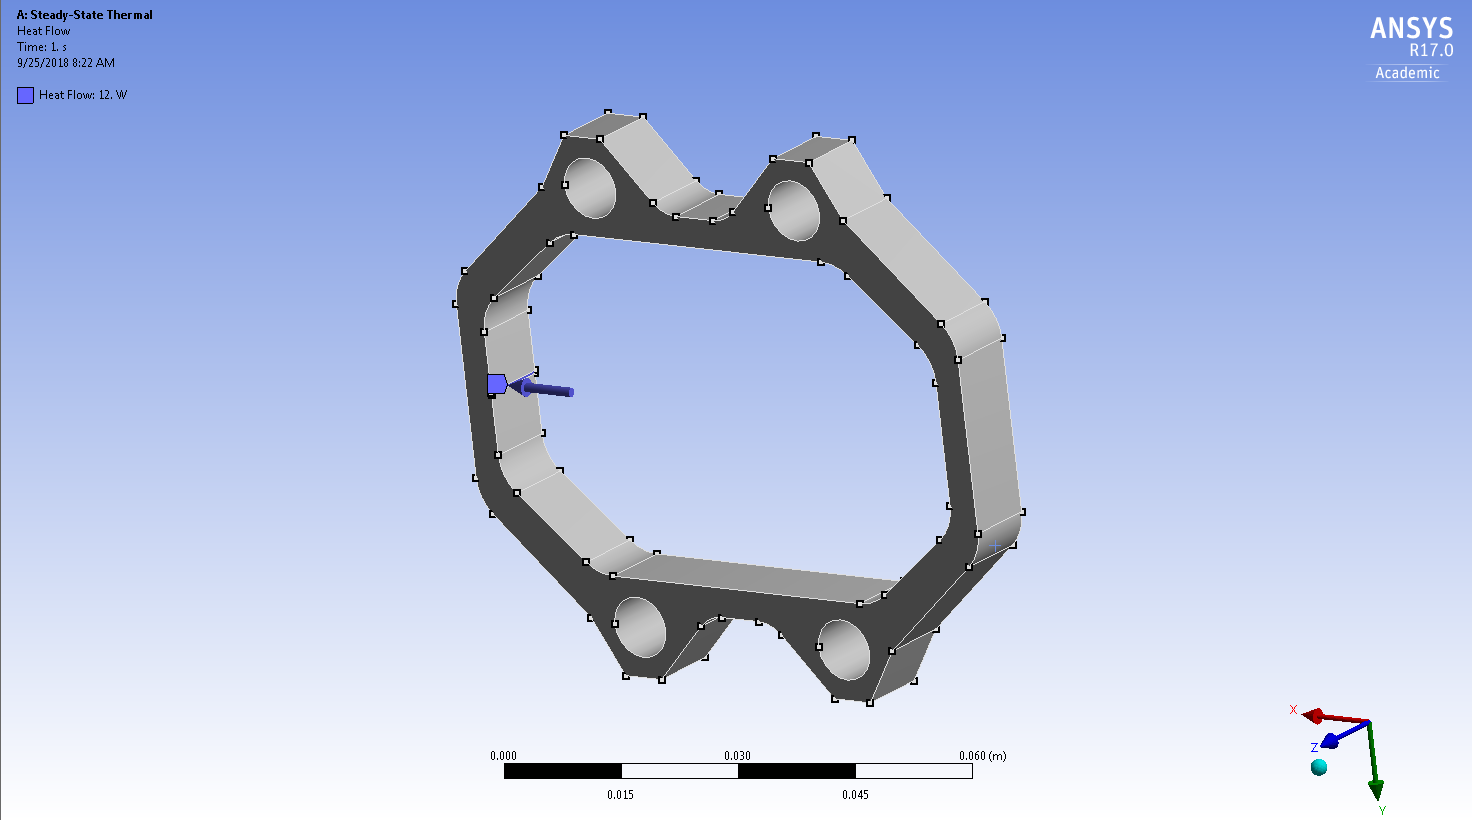 A: Steady-State Thermal
Heat Flow
Time: 1. s
9/25/2018 8:22 AM
Heat Flow: 12. W
ANSYS
R17.0
Academic
0.000
0.030
0.060 (m)
0.015
0.045
X
Z
Y